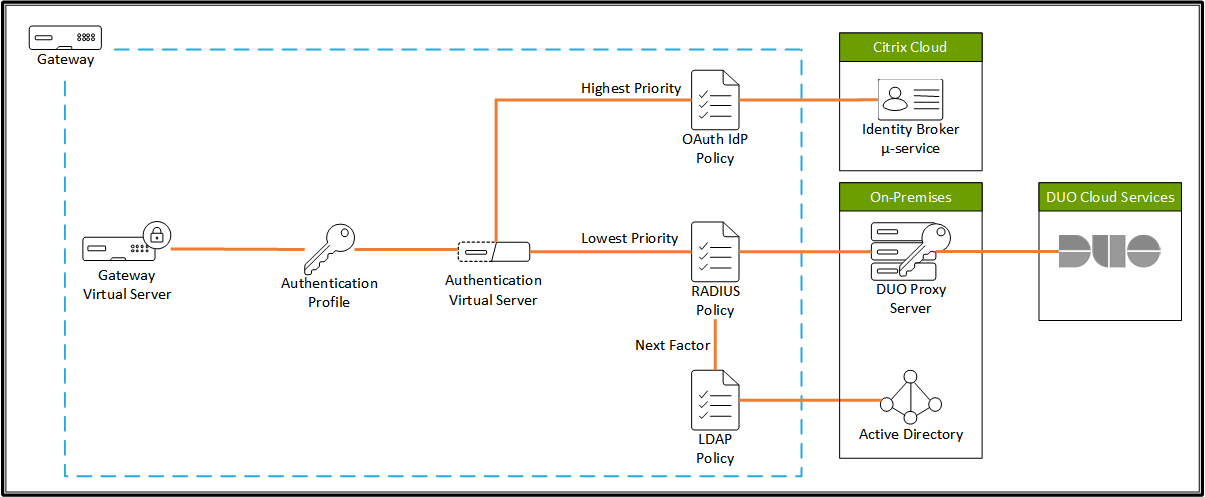 Gateway
Citrix Cloud
Highest Priority
OAuth IdP
Policy
Identity Broker
µ-service
On-Premises
DUO Cloud Services
Gateway
Virtual Server
Authentication
Profile
Authentication
Virtual Server
Lowest Priority
RADIUS
Policy
DUO Proxy
Server
DUO
Next Factor
LDAP
Policy
Active Directory